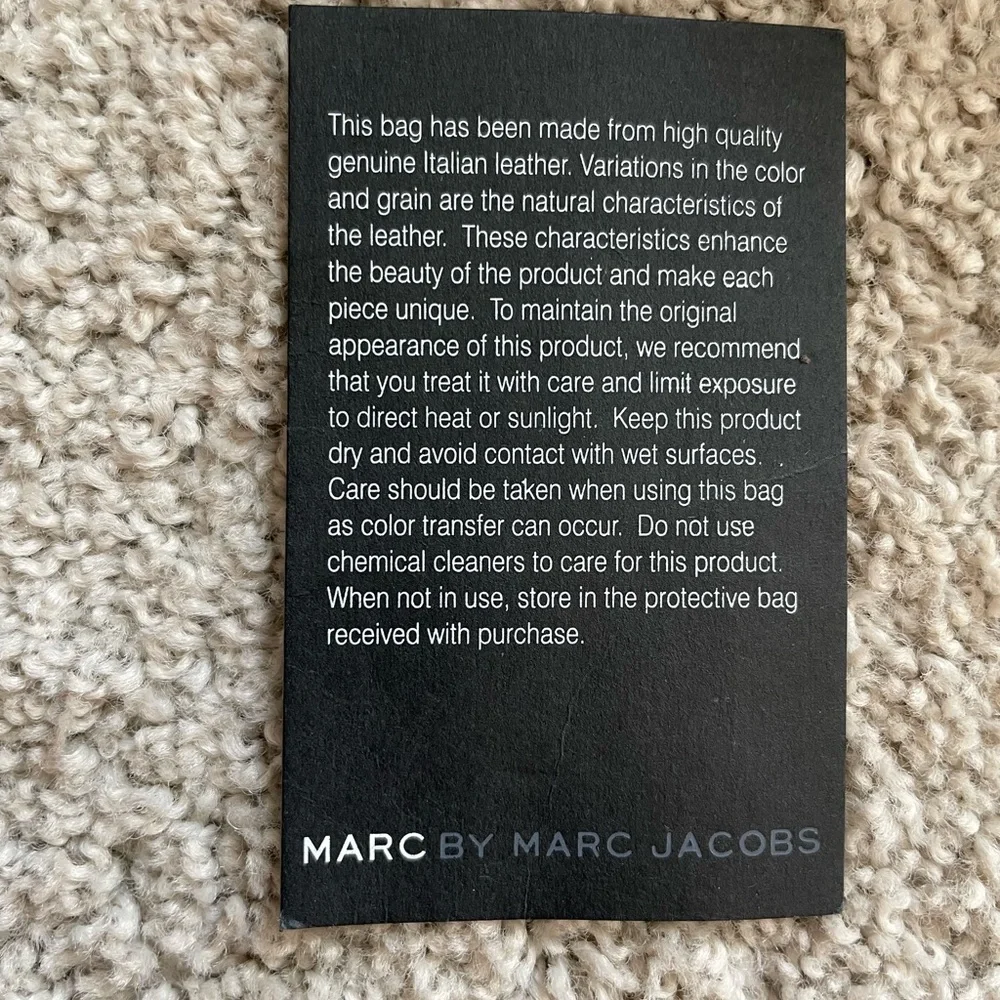 This bag has been made from high quality
genuine Italian leather. Variations in the color
and grain are the natural characteristics of
the leather.  These characteristics enhance
the beauty of the product and make each
piece unique.  To maintain the original
appearance of this product, we recommend
that you treat it with care and limit exposure
to direct heat or sunlight.  Keep this product
dry and avoid contact with wet surfaces.
Care should be taken when using this bag
as color transfer can occur.  Do not use
chemical cleaners to care for this product.
When not in use, store in the protective bag
received with purchase.
MARC BY MARC JACOBS